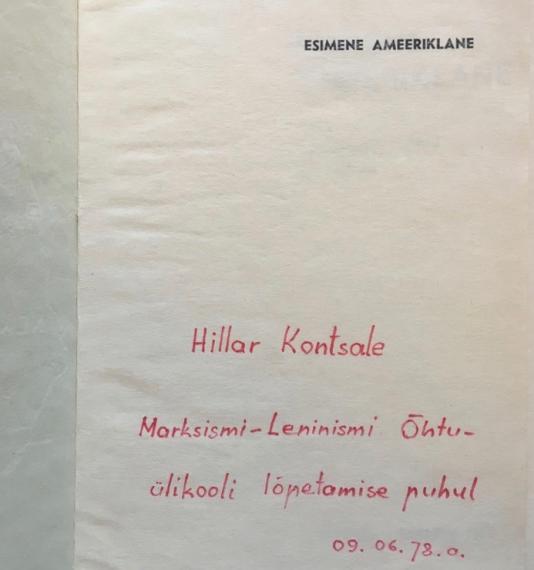 ESIMENE AMEERIKLANE
Hillar Kontsale
Marksismi-Leninismi Õhtu-
ülikooli lõpetamise puhul
09. 06. 78. a.